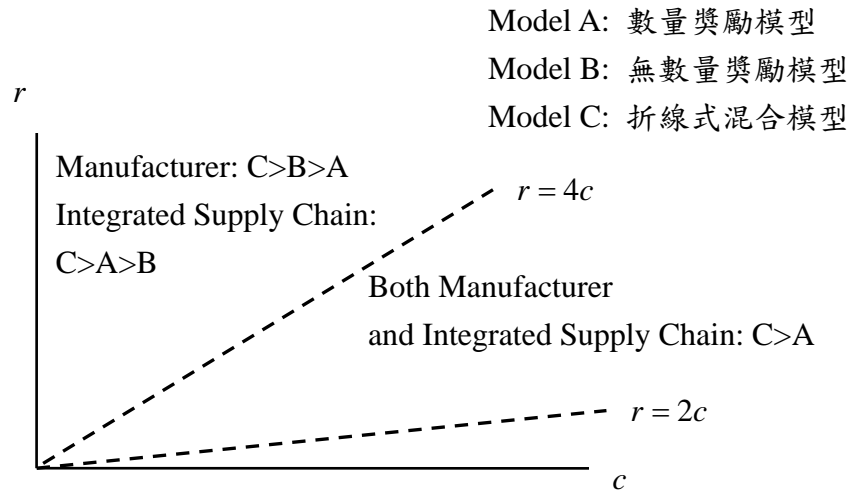 Model A: 數量獎勵模型
Model B: 無數量獎勵模型
Model C: 折線式混合模型
r
Manufacturer: C>B>A
Integrated Supply Chain:
C>A>B
r = 4c
Both Manufacturer
and Integrated Supply Chain: C>A
r = 2c
c